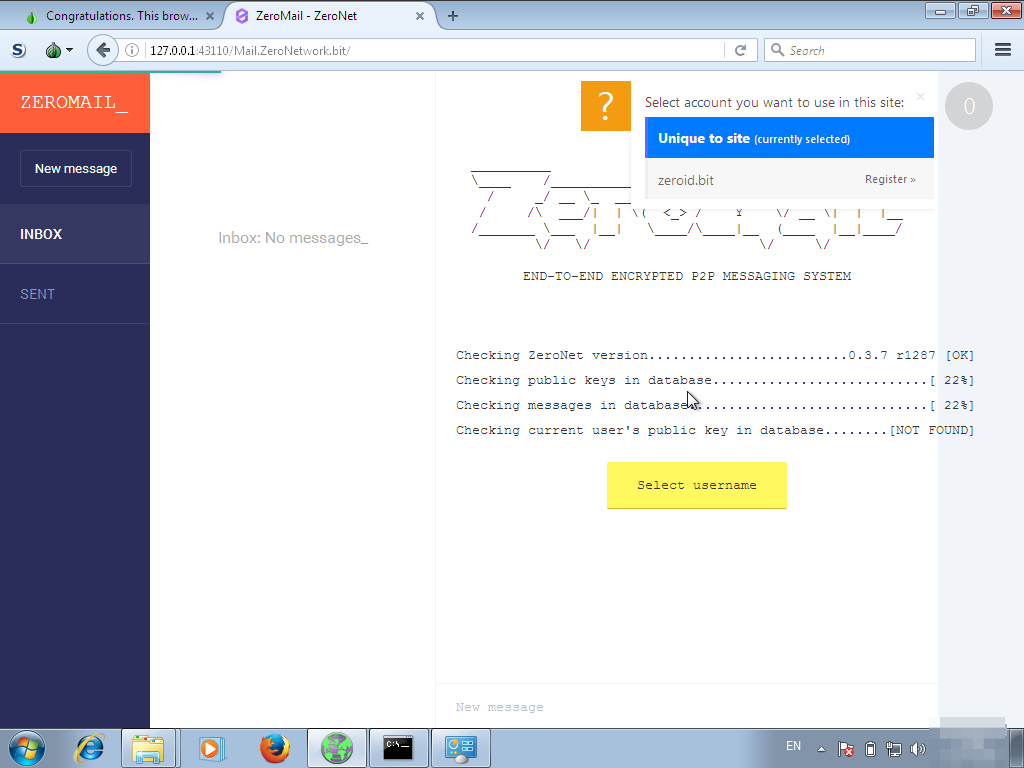 Congratulations. This brow...
ZeroMail - ZeroNet
127.0.0.1:43110/Mail.ZeroNetwork.bit/
Search
ZEROMAIL_
New message
INBOX
SENT
Inbox: No messages_
?
Select account you want to use in this site:
Unique to site (currently selected)
zeroid.bit
Register »
0
END-TO-END ENCRYPTED P2P MESSAGING SYSTEM
Checking ZeroNet version.........................0.3.7 r1287 [OK]
Checking public keys in database...........................[ 22%]
Checking messages in database..............................[ 22%]
Checking current user's public key in database........[NOT FOUND]
Select username
New message
EN